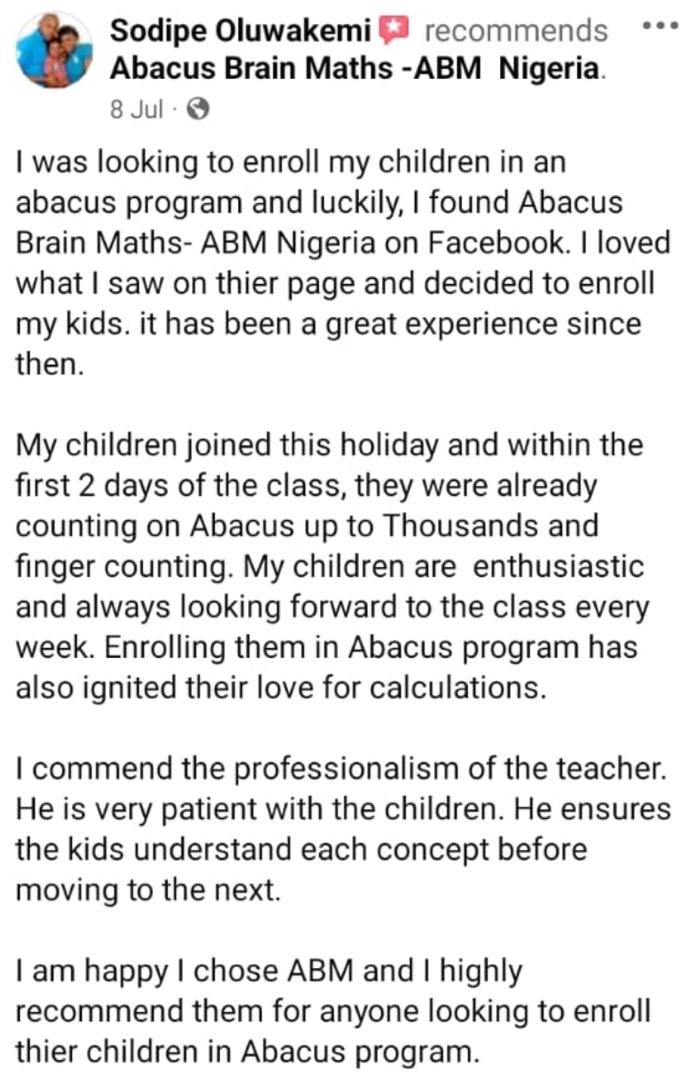 Sodipe Oluwakemi recommends
Abacus Brain Maths -ABM Nigeria.
8 Jul ·
I was looking to enroll my children in an
abacus program and luckily, I found Abacus
Brain Maths- ABM Nigeria on Facebook. I loved
what I saw on thier page and decided to enroll
my kids. it has been a great experience since
then.
My children joined this holiday and within the
first 2 days of the class, they were already
counting on Abacus up to Thousands and
finger counting. My children are  enthusiastic
and always looking forward to the class every
week. Enrolling them in Abacus program has
also ignited their love for calculations.
I commend the professionalism of the teacher.
He is very patient with the children. He ensures
the kids understand each concept before
moving to the next.
I am happy I chose ABM and I highly
recommend them for anyone looking to enroll
thier children in Abacus program.